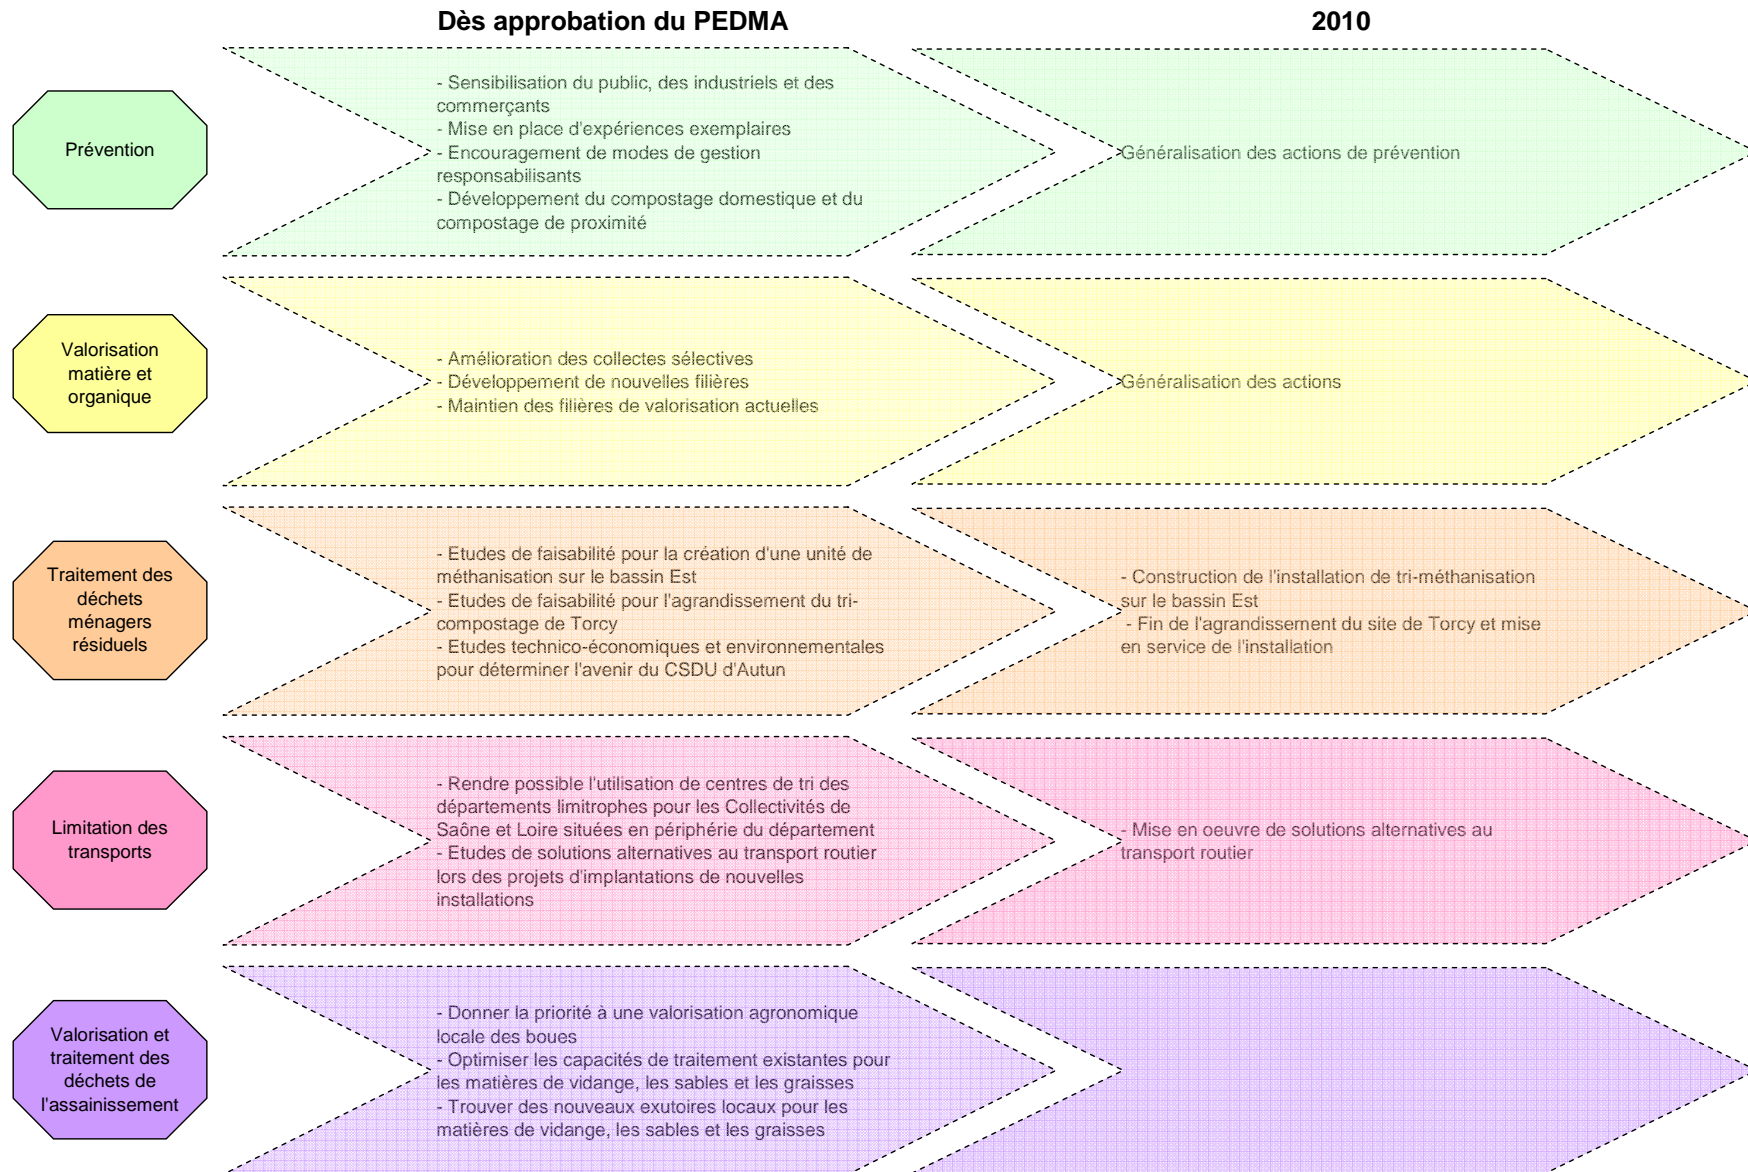 Dès approbation du PEDMA
2010
Prévention
- Sensibilisation du public, des industriels et des
commerçants
- Mise en place d'expériences exemplaires
- Encouragement de modes de gestion
responsabilisants
- Développement du compostage domestique et du
compostage de proximité
Généralisation des actions de prévention
Valorisation
matière et
organique
- Amélioration des collectes sélectives
- Développement de nouvelles filières
- Maintien des filières de valorisation actuelles
Généralisation des actions
Traitement des
déchets
ménagers
résiduels
- Etudes de faisabilité pour la création d'une unité de
méthanisation sur le bassin Est
- Etudes de faisabilité pour l'agrandissement du tri-
compostage de Torcy
- Etudes technico-économiques et environnementales
pour déterminer l'avenir du CSDU d'Autun
- Construction de l'installation de tri-méthanisation
sur le bassin Est
- Fin de l'agrandissement du site de Torcy et mise
en service de l'installation
Limitation des
transports
- Rendre possible l'utilisation de centres de tri des
départements limitrophes pour les Collectivités de
Saône et Loire situées en périphérie du département
- Etudes de solutions alternatives au transport routier
lors des projets d'implantations de nouvelles
installations
- Mise en oeuvre de solutions alternatives au
transport routier
Valorisation et
traitement des
déchets de
l'assainissement
- Donner la priorité à une valorisation agronomique
locale des boues
- Optimiser les capacités de traitement existantes pour
les matières de vidange, les sables et les graisses
- Trouver des nouveaux exutoires locaux pour les
matières de vidange, les sables et les graisses